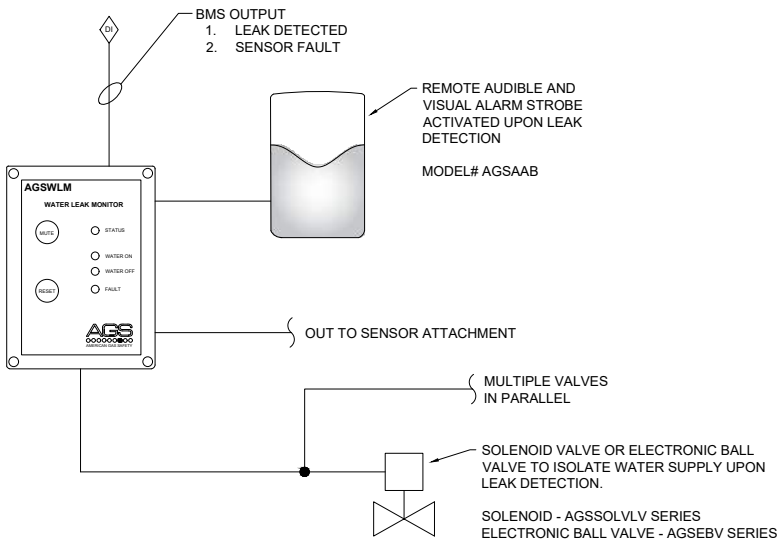 DI
BMS OUTPUT
1. LEAK DETECTED
2. SENSOR FAULT
REMOTE AUDIBLE AND
VISUAL ALARM STROBE
ACTIVATED UPON LEAK
DETECTION
MODEL# AGSAAB
AGSWLM
WATER LEAK MONITOR
MUTE
STATUS
WATER ON
WATER OFF
RESET
FAULT
AGS
AMERICAN GAS SAFETY
OUT TO SENSOR ATTACHMENT
MULTIPLE VALVES
IN PARALLEL
SOLENOID VALVE OR ELECTRONIC BALL
VALVE TO ISOLATE WATER SUPPLY UPON
LEAK DETECTION.
SOLENOID - AGSSOLVLV SERIES
ELECTRONIC BALL VALVE - AGSEBV SERIES